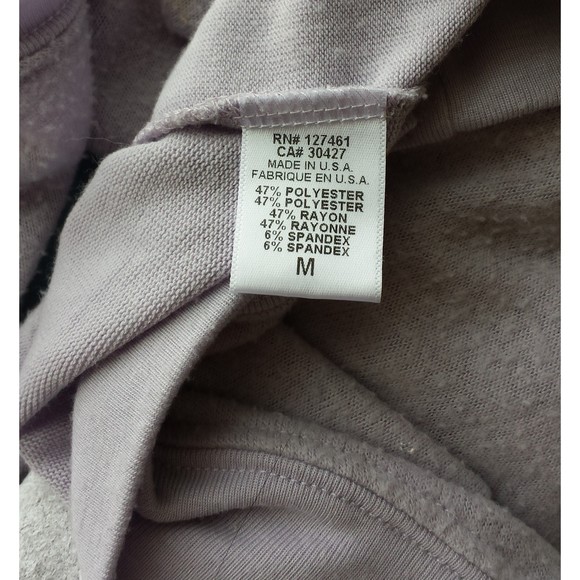 RN# 127461
CA# 30427
MADE IN U.S.A.
FABRIQUE EN U.S.A.
47% POLYESTER
47% POLYESTER
47% RAYON
47% RAYONNE
6% SPANDEX
6% SPANDEX
M